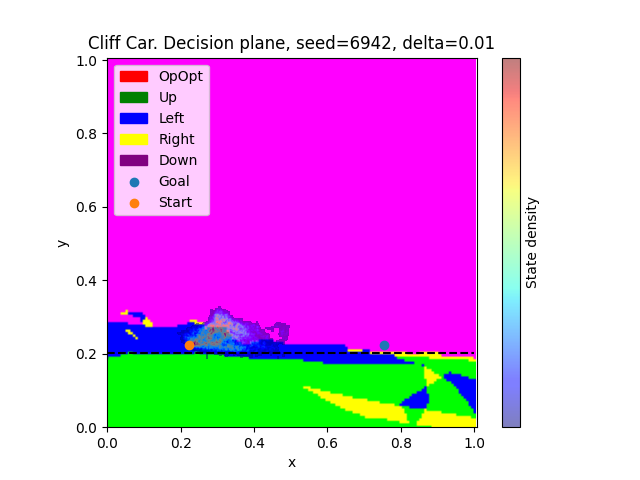 Cliff Car. Decision plane, seed=6942, delta=0.01
1.0
0.8
0.6
0.4
0.2
0.0
y
OpOpt
Up
Left
Right
Down
Goal
Start
0.0
0.2
0.4
0.6
0.8
1.0
x
State density